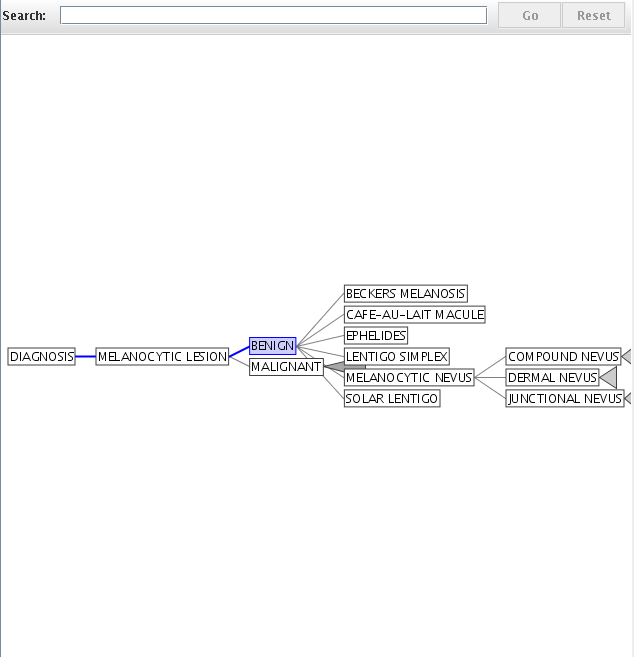 Search:
Go
Reset
BECKERS MELANOSIS
CAFE-AU-LAIT MACULE
EPHELIDES
BENIGN
DIAGNOSIS
MELANOCYTIC LESION
LENTIGO SIMPLEX
COMPOUND NEVUS
MALIGNANT
MELANOCYTIC NEVUS
DERMAL NEVUS
SOLAR LENTIGO
JUNCTIONAL NEVUS